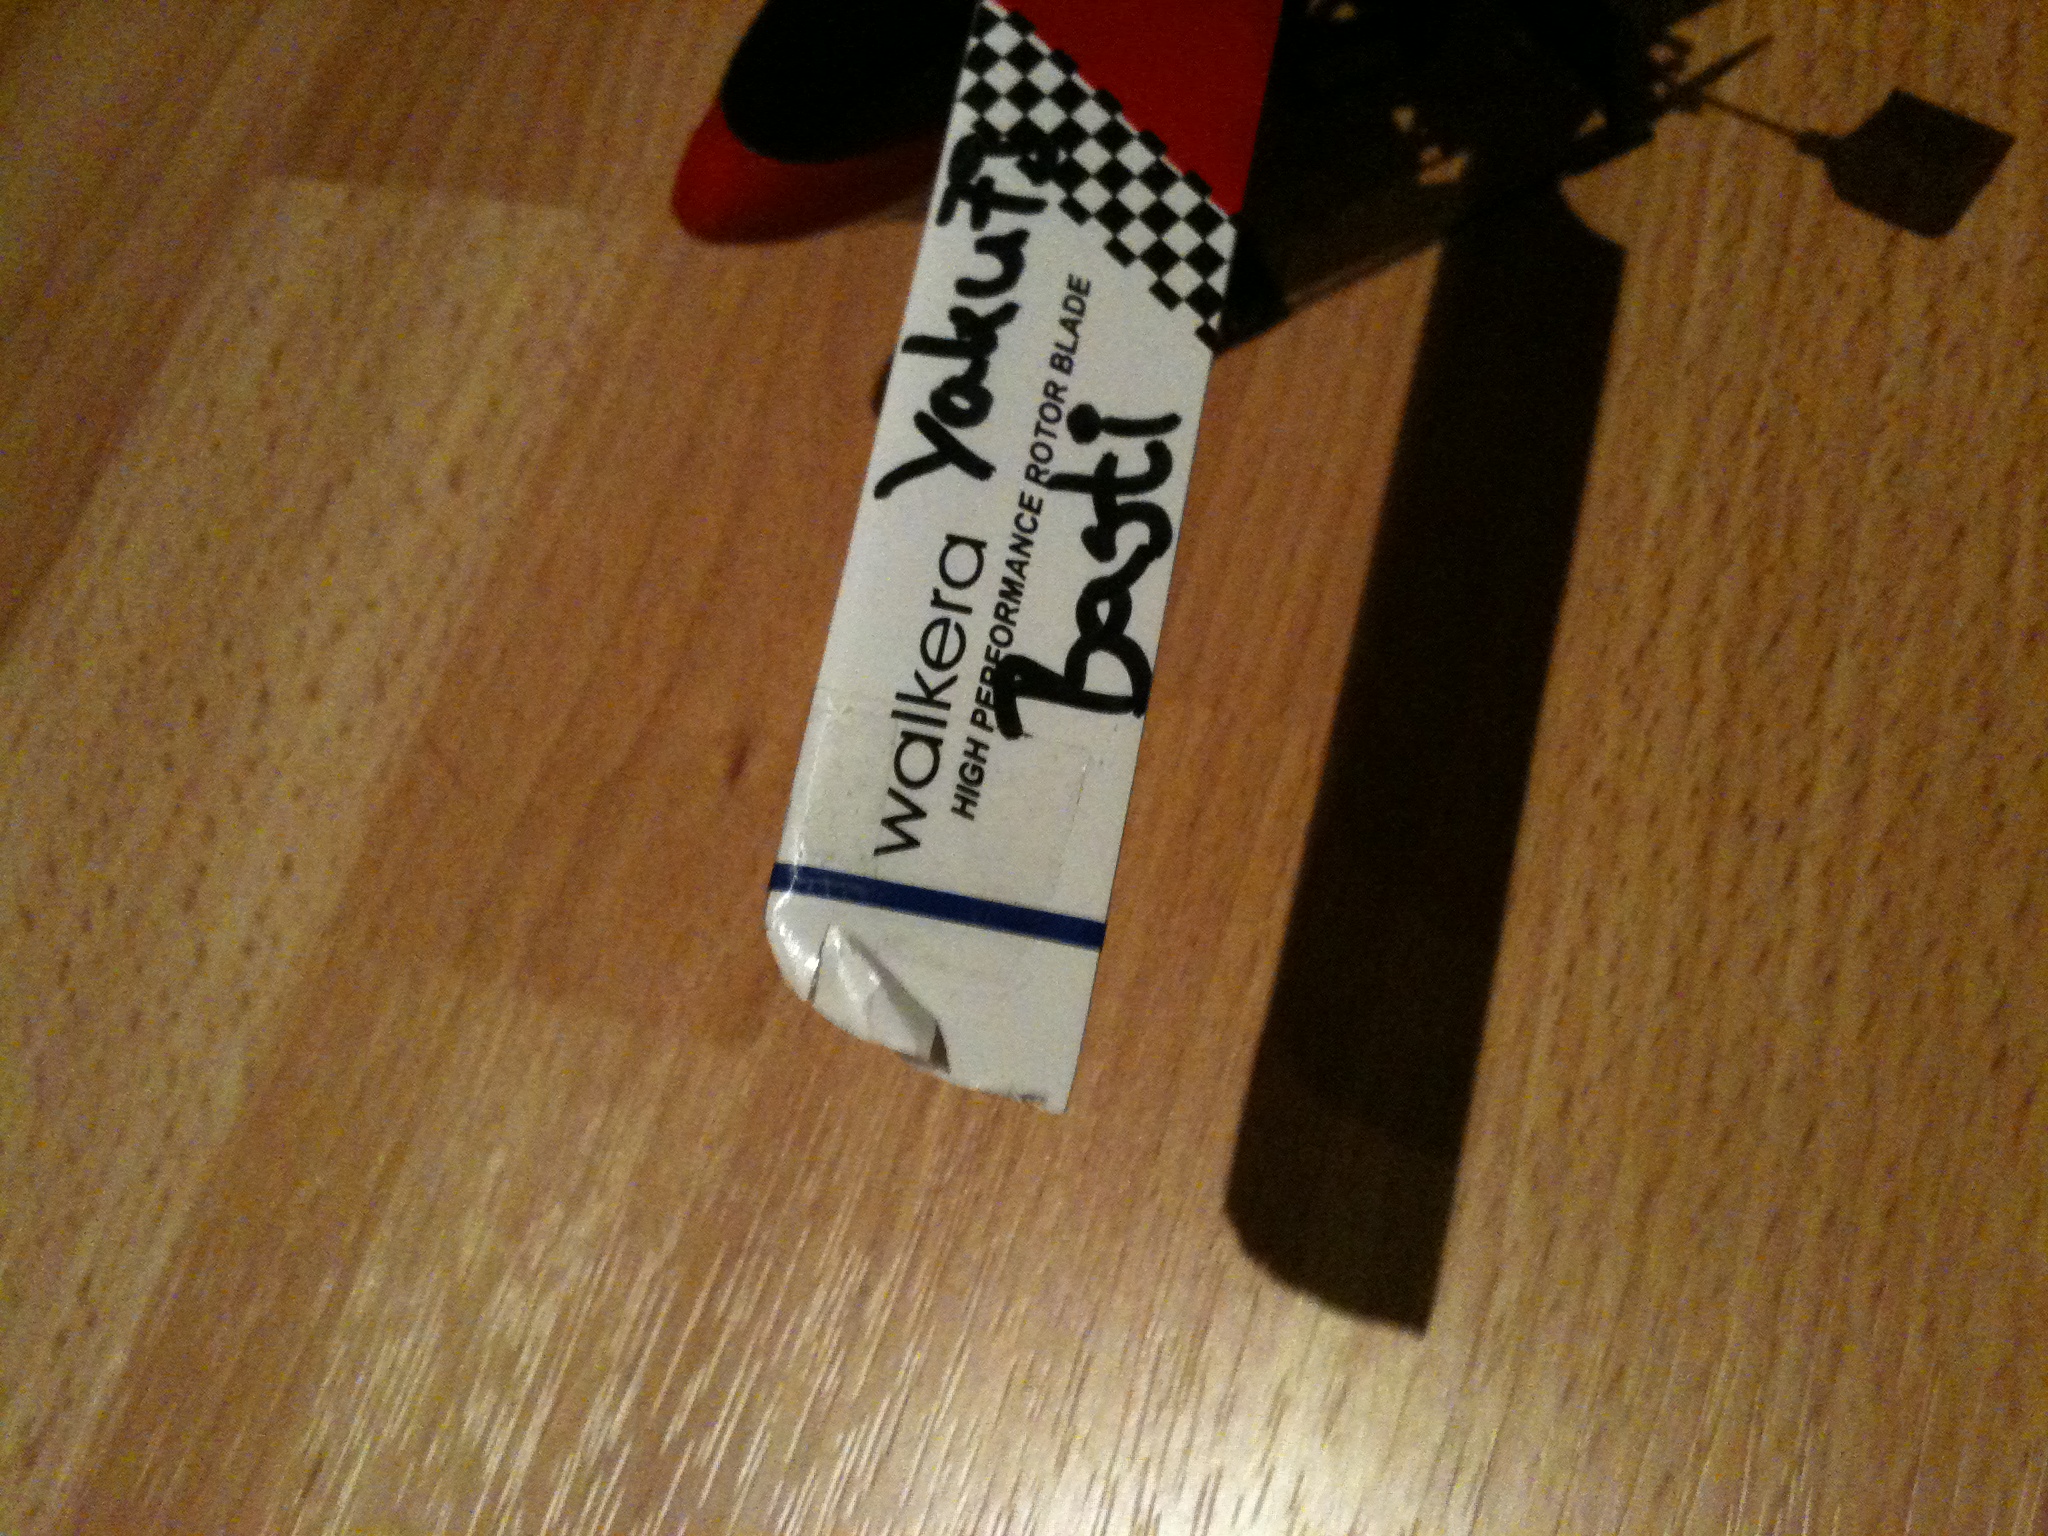 walkera yakuta
HIGH PERFORMANCE ROTOR BLADE
basti